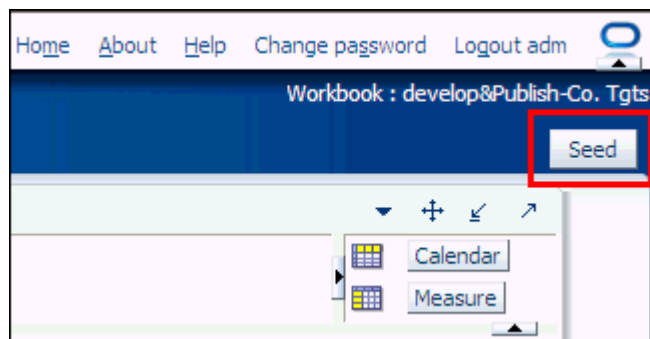 Home About Help Change password Logout adm
Workbook : develop&Publish-Co. Tgts
Seed
Calendar
Measure